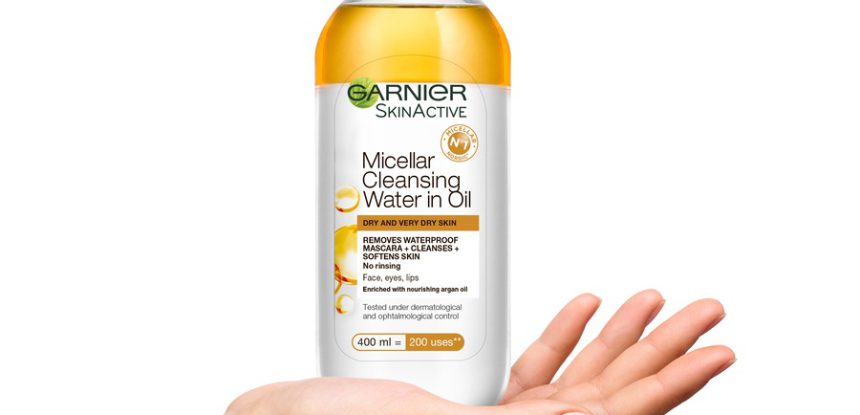 GARNIER
SKINACTIVE
MICELLAR
N°1
NORDIC*
Micellar
Cleansing
Water in Oil
DRY AND VERY DRY SKIN
REMOVES WATERPROOF
MASCARA + CLEANSES +
SOFTENS SKIN
No rinsing
Face, eyes, lips
Enriched with nourishing argan oil
Tested under dermatological
and ophtalmological control
400 ml = 200 uses**